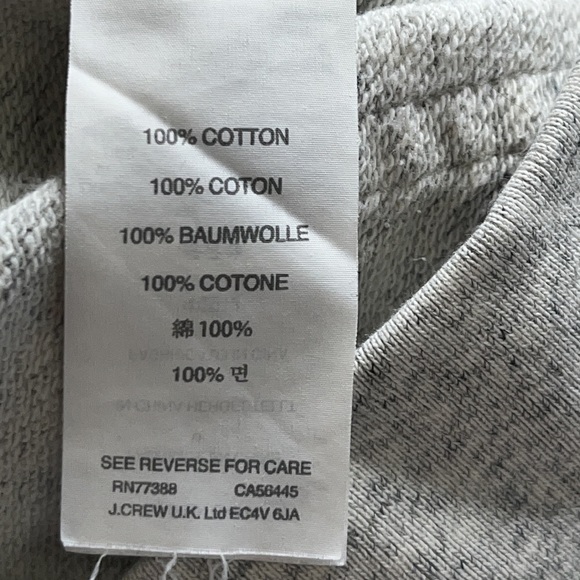 100% COTTON
100% COTON
100% BAUMWOLLE
100% COTONE
綿 100%
100% 면
SEE REVERSE FOR CARE
RN77388 CA56445
J.CREW U.K. Ltd EC4V 6JA